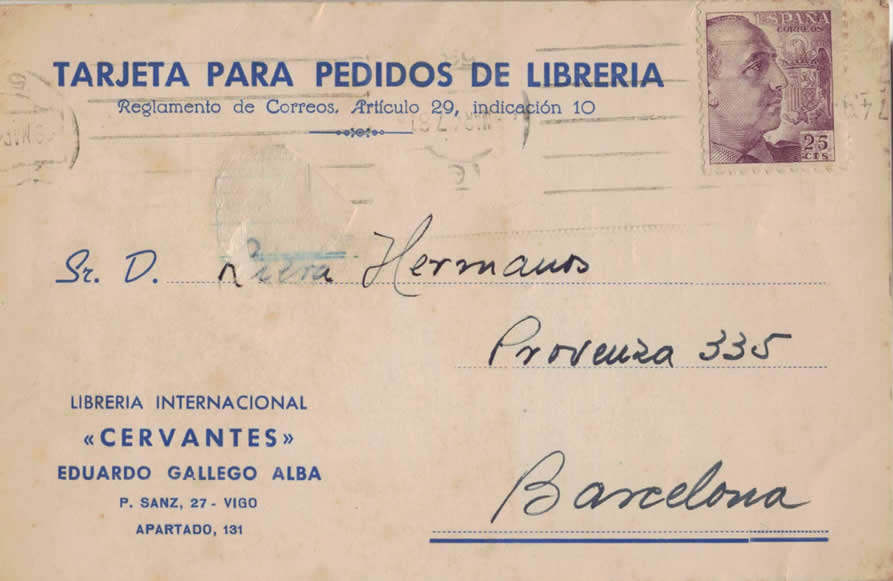 ESPAÑA
CORREOS
25
CTS
TARJETA PARA PEDIDOS DE LIBRERIA
Reglamento de Correos, Artículo 29, indicación 10
Sr. D. Riera Hermanos
Provenza 335
Barcelona
LIBRERIA INTERNACIONAL
«CERVANTES»
EDUARDO GALLEGO ALBA
P. SANZ, 27 - VIGO
APARTADO, 131